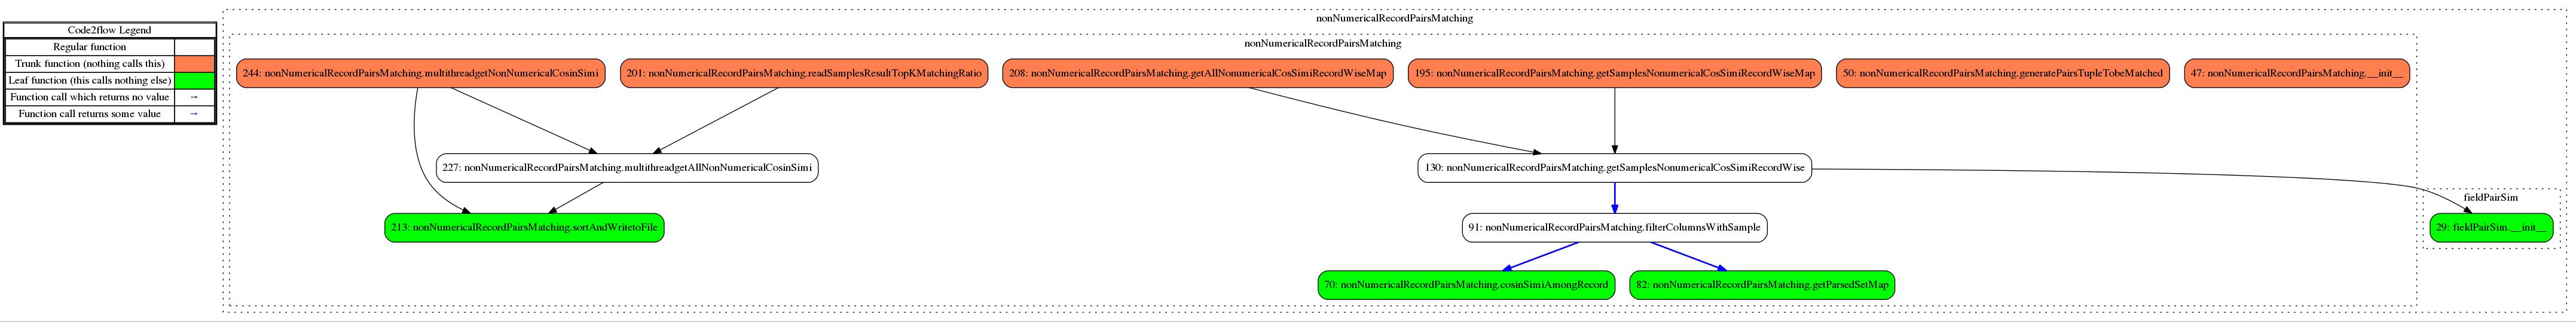 Code2flow Legend
Regular function
Trunk function (nothing calls this)
Leaf function (this calls nothing else)
Function call which returns no value →
Function call returns some value →
nonNumericalRecordPairsMatching
nonNumericalRecordPairsMatching
244: nonNumericalRecordPairsMatching.multithreadgetNonNumericalCosinSimi
201: nonNumericalRecordPairsMatching.readSamplesResultTopKMatchingRatio
208: nonNumericalRecordPairsMatching.getAllNonumericalCosSimiRecordWiseMap
195: nonNumericalRecordPairsMatching.getSamplesNonumericalCosSimiRecordWiseMap
50: nonNumericalRecordPairsMatching.generatePairsTupleTobeMatched
47: nonNumericalRecordPairsMatching.__init__
227: nonNumericalRecordPairsMatching.multithreadgetAllNonNumericalCosinSimi
130: nonNumericalRecordPairsMatching.getSamplesNonumericalCosSimiRecordWise
fieldPairSim
213: nonNumericalRecordPairsMatching.sortAndWritetoFile
91: nonNumericalRecordPairsMatching.filterColumnsWithSample
29: fieldPairSim.__init__
70: nonNumericalRecordPairsMatching.cosinSimiAmongRecord
82: nonNumericalRecordPairsMatching.getParsedSetMap